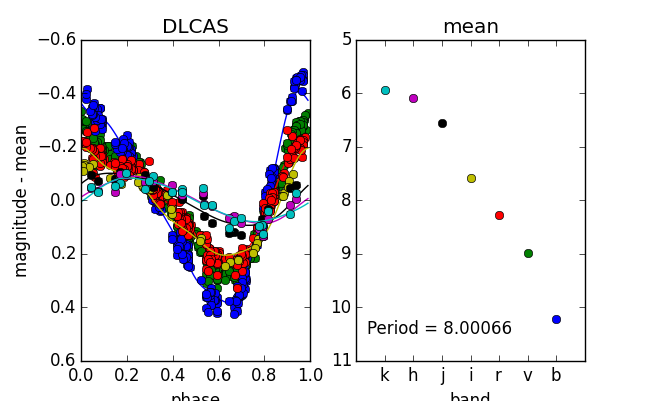 DLCAS
mean
−0.6
−0.4
−0.2
0.0
0.2
0.4
0.6
magnitude - mean
0.0 0.2 0.4 0.6 0.8 1.0
phase
5
6
7
8
9
10
11
Period = 8.00066
k h j i r v b
band